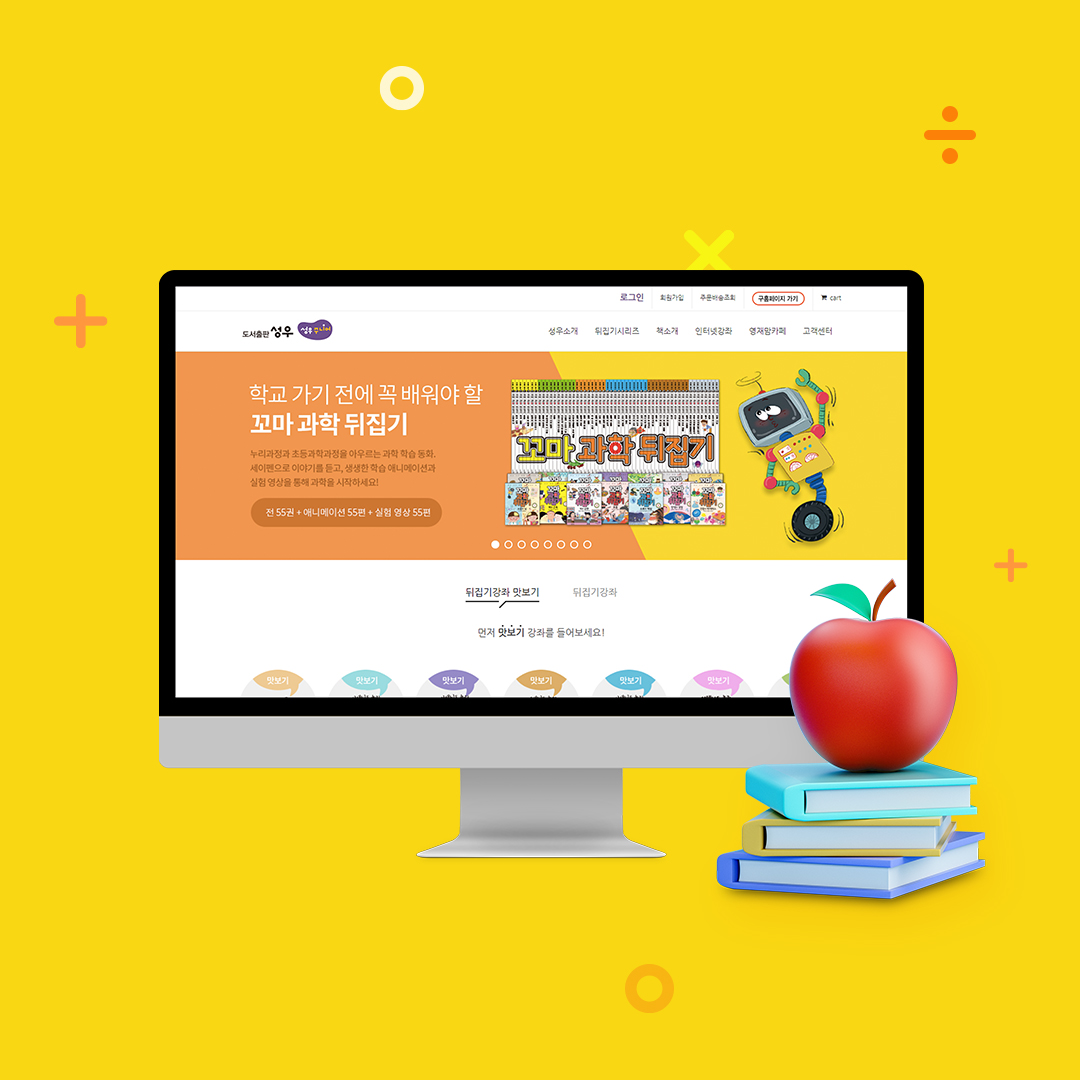 로그인 회원가입 주문배송조회 구홈페이지 가기 cart
도서출판 성우 성우 주니어
성우소개 뒤집기시리즈 책소개 인터넷강좌 영재맘카페 고객센터
학교 가기 전에 꼭 배워야 할
꼬마 과학 뒤집기
누리과정과 초등과학과정을 아우르는 과학 학습 동화.
세이펜으로 이야기를 듣고, 생생한 학습 애니메이션과
실험 영상을 통해 과학을 시작하세요!
전 55권 + 애니메이션 55편 + 실험 영상 55편
꼬마 과학 뒤집기
뒤집기강좌 맛보기 뒤집기강좌
먼저 맛보기 강좌를 들어보세요!
맛보기 맛보기 맛보기 맛보기 맛보기 맛보기